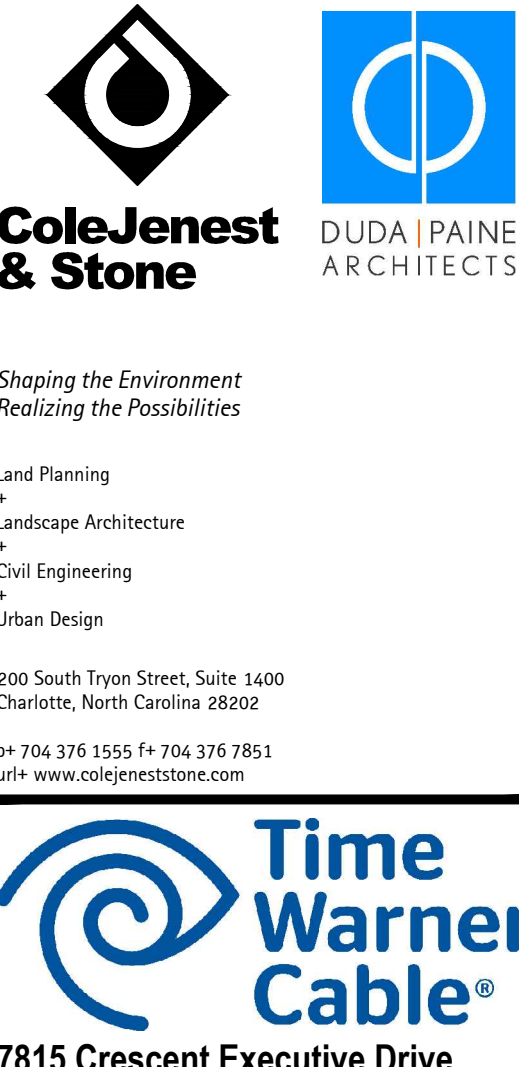 ColeJenest
& Stone
DUDA | PAINE
ARCHITECTS
Shaping the Environment
Realizing the Possibilities
Land Planning
+
Landscape Architecture
+
Civil Engineering
+
Urban Design
200 South Tryon Street, Suite 1400
Charlotte, North Carolina 28202
p+ 704 376 1555 f+ 704 376 7851
url+ www.colejeneststone.com
Time
Warner
Cable®
7815 Crescent Executive Drive